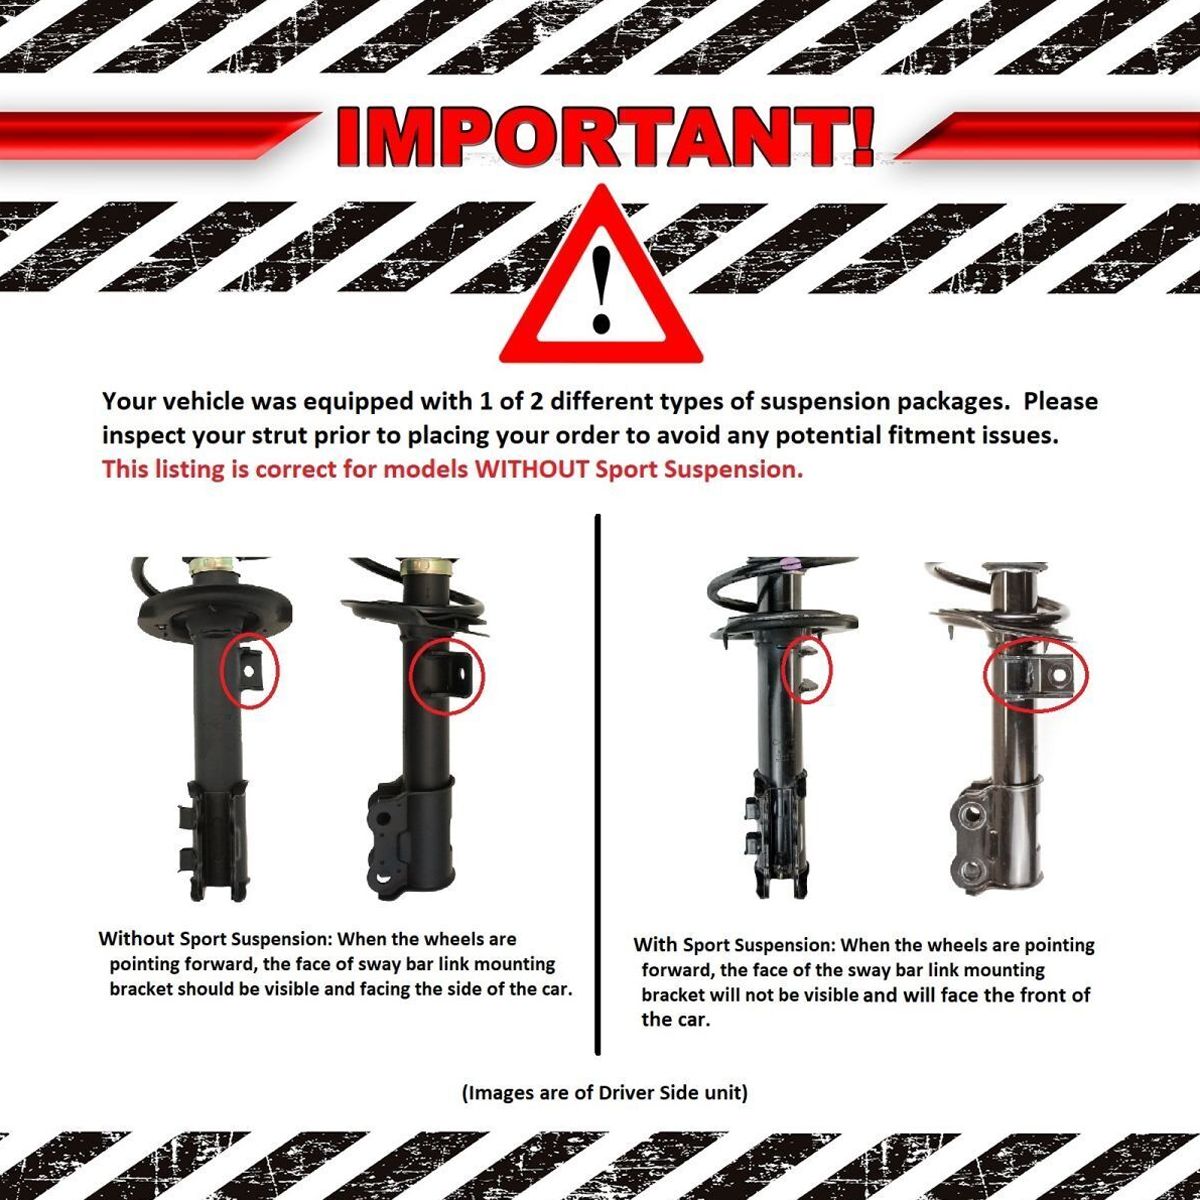 IMPORTANT!
Your vehicle was equipped with 1 of 2 different types of suspension packages.  Please
inspect your strut prior to placing your order to avoid any potential fitment issues.
This listing is correct for models WITHOUT Sport Suspension.
Without Sport Suspension: When the wheels are
pointing forward, the face of sway bar link mounting
bracket should be visible and facing the side of the car.
With Sport Suspension: When the wheels are pointing
forward, the face of the sway bar link mounting
bracket will not be visible and will face the front of
the car.
(Images are of Driver Side unit)